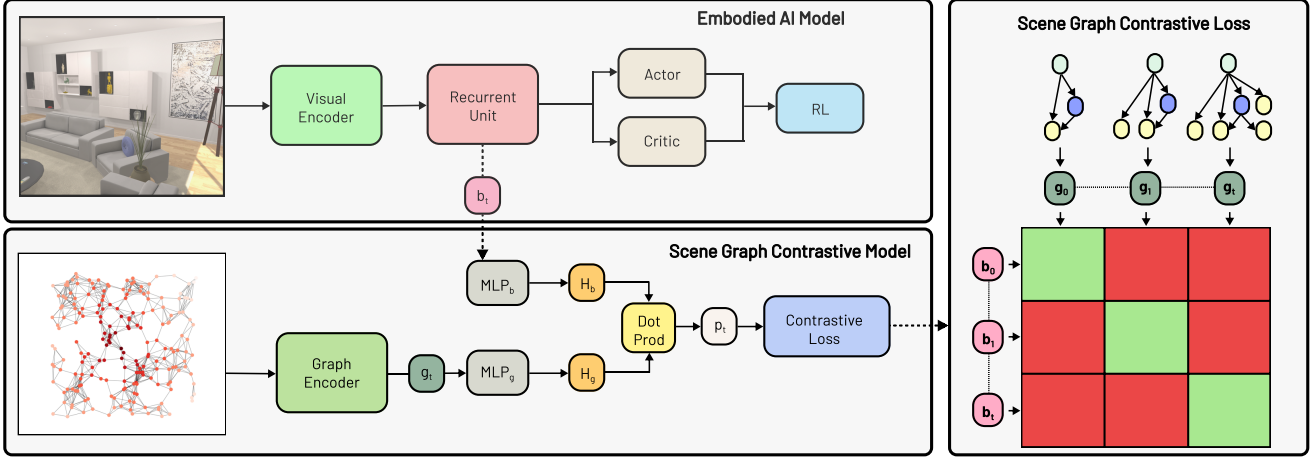 Embodied AI Model
Visual
Encoder
Recurrent
Unit
Actor
Critic
RL
bt
Scene Graph Contrastive Model
MLPb
Hb
Graph
Encoder
gt
MLPg
Hg
Dot
Prod
pt
Contrastive
Loss
Scene Graph Contrastive Loss
g0
g1
gt
b0
b1
bt